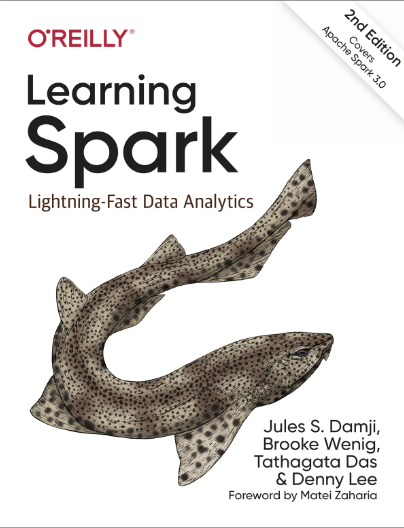 O'REILLY®
2nd Edition
Covers
Apache Spark 3.0
Learning
Spark
Lightning-Fast Data Analytics
Jules S. Damji,
Brooke Wenig,
Tathagata Das
& Denny Lee
Foreword by Matei Zaharia